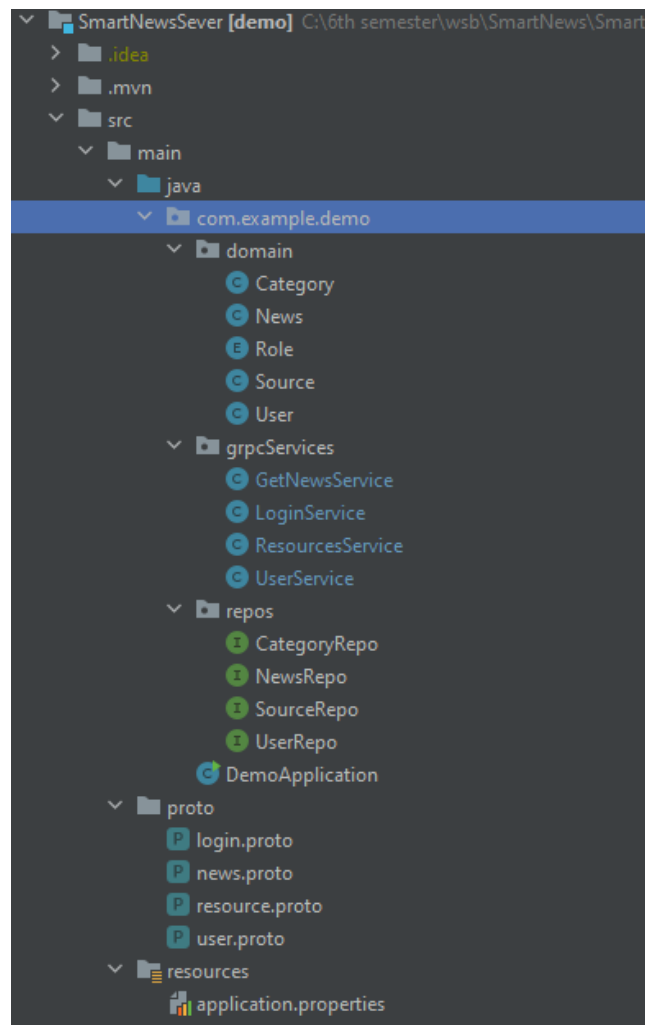 SmartNewsSever [demo] C:\6th semester\wsb\SmartNews\Smart
.idea
.mvn
src
main
java
com.example.demo
domain
C Category
C News
E Role
C Source
C User
grpcServices
C GetNewsService
C LoginService
C ResourcesService
C UserService
repos
I CategoryRepo
I NewsRepo
I SourceRepo
I UserRepo
C DemoApplication
proto
P login.proto
P news.proto
P resource.proto
P user.proto
resources
application.properties